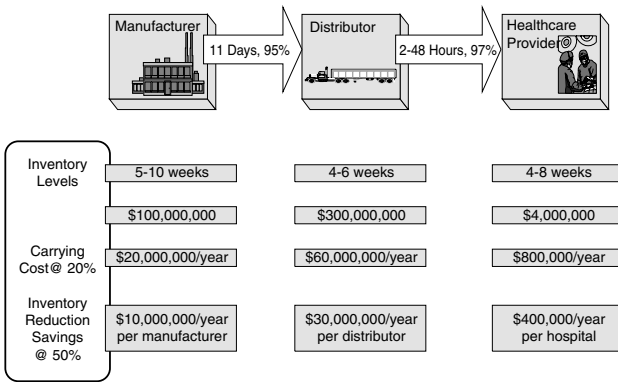 Manufacturer
11 Days, 95%
Distributor
2-48 Hours, 97%
Healthcare
Provider
Inventory
Levels
5-10 weeks
4-6 weeks
4-8 weeks
$100,000,000
$300,000,000
$4,000,000
Carrying
Cost@ 20%
$20,000,000/year
$60,000,000/year
$800,000/year
Inventory
Reduction
Savings
@ 50%
$10,000,000/year
per manufacturer
$30,000,000/year
per distributor
$400,000/year
per hospital